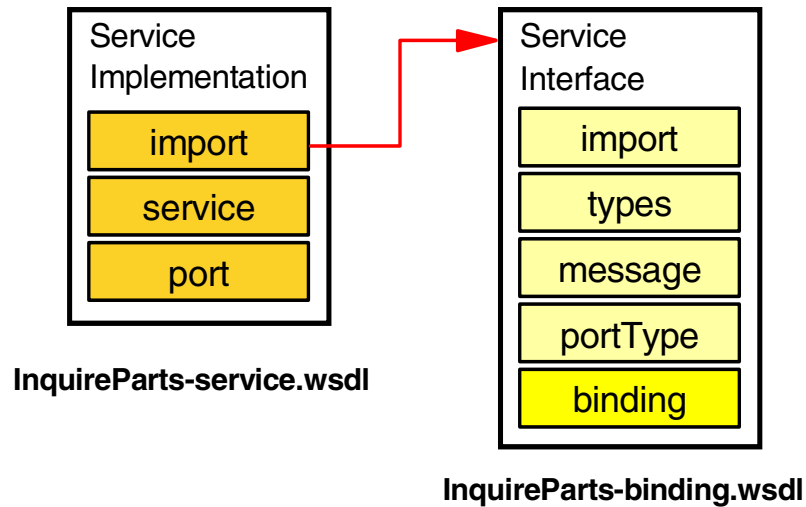 Service
Implementation
import
service
port
InquireParts-service.wsdl
Service
Interface
import
types
message
portType
binding
InquireParts-binding.wsdl